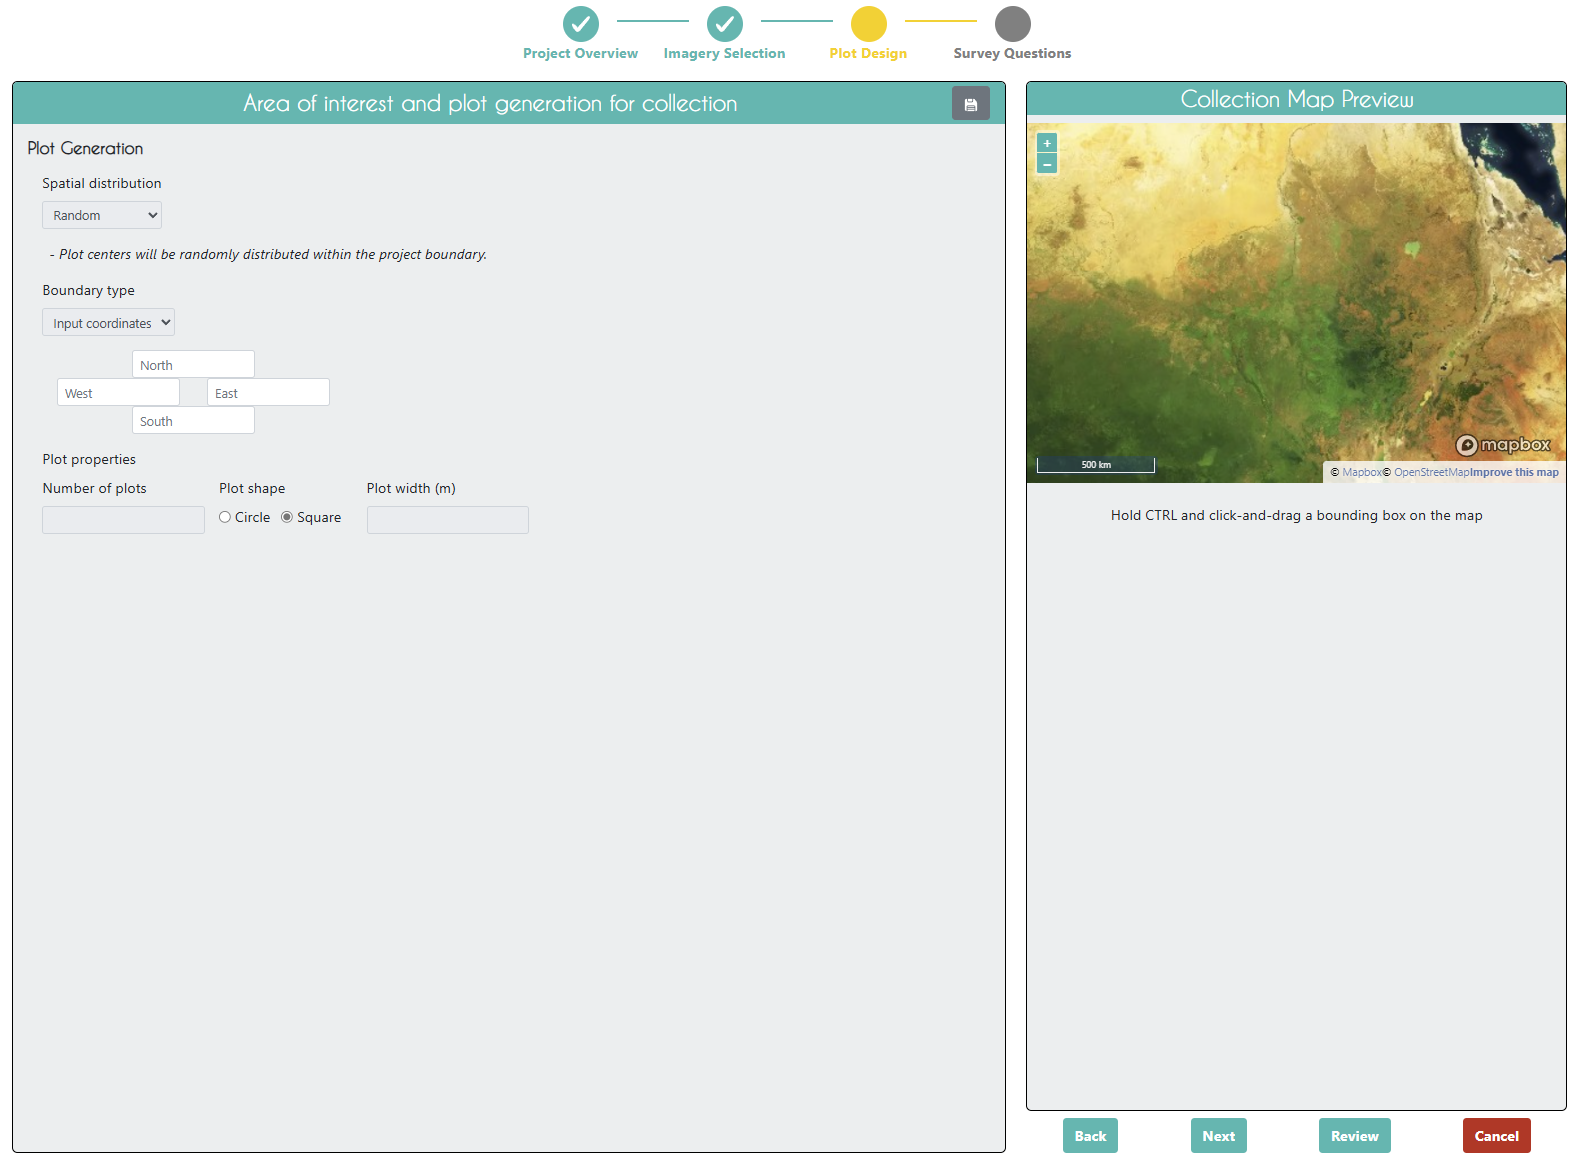 Project Overview
Imagery Selection
Plot Design
Survey Questions
Area of interest and plot generation for collection
Plot Generation
Spatial distribution
Random
- Plot centers will be randomly distributed within the project boundary.
Boundary type
Input coordinates
North
West
East
South
Plot properties
Number of plots
Plot shape
Plot width (m)
Circle
Square
Collection Map Preview
+
−
mapbox
500 km
© Mapbox© OpenStreetMapImprove this map
Hold CTRL and click-and-drag a bounding box on the map
Back
Next
Review
Cancel